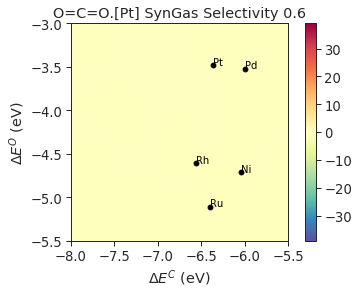 O=C=O.[Pt] SynGas Selectivity 0.6
−3.0
−3.5
−4.0
−4.5
−5.0
−5.5
ΔE^O (eV)
Pt
Pd
Rh
Ni
Ru
−8.0 −7.5 −7.0 −6.5 −6.0 −5.5
ΔE^C (eV)
30
20
10
0
−10
−20
−30